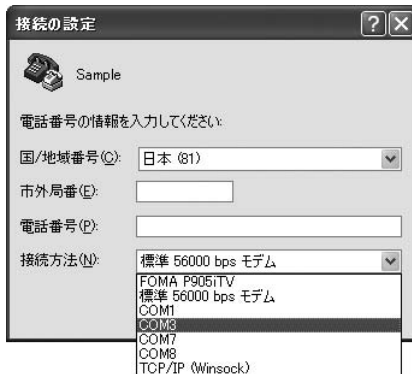 接続の設定
Sample
電話番号の情報を入力してください:
国/地域番号(C): 日本 (81)
市外局番(E):
電話番号(P):
接続方法(N): 標準 56000 bps モデム
FOMA P905iTV
標準 56000 bps モデム
COM1
COM3
COM7
COM8
TCP/IP (Winsock)